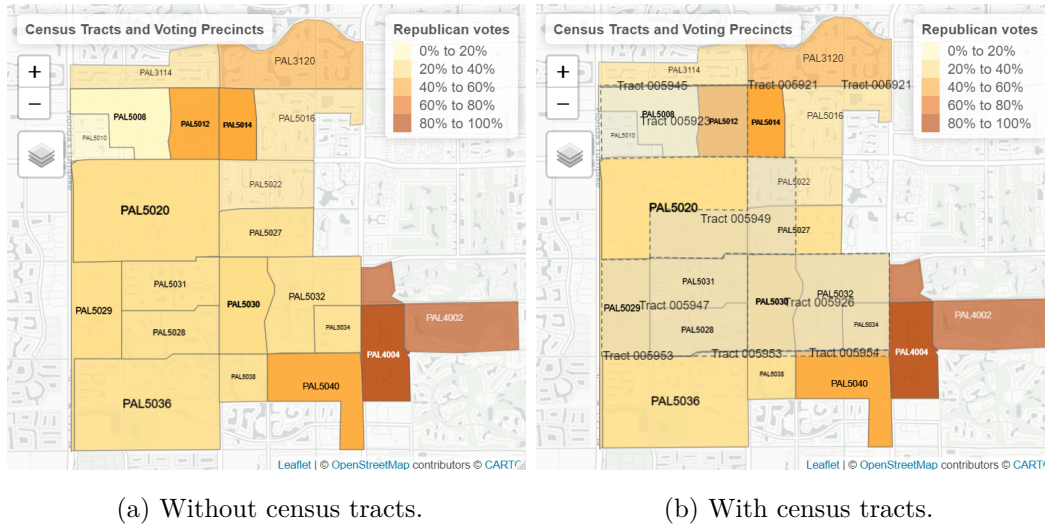 Census Tracts and Voting Precincts
Republican votes
0% to 20%
20% to 40%
40% to 60%
60% to 80%
80% to 100%
+
−
PAL3120
PAL3114
PAL5008
PAL5012
PAL5014
PAL5016
PAL5010
PAL5022
PAL5020
PAL5027
PAL5031
PAL5029
PAL5030
PAL5032
PAL5028
PAL5034
PAL4002
PAL4004
PAL5038
PAL5040
PAL5036
Leaflet | © OpenStreetMap contributors © CARTO
Census Tracts and Voting Precincts
Republican votes
0% to 20%
20% to 40%
40% to 60%
60% to 80%
80% to 100%
+
−
PAL3120
PAL3114
Tract 005945
Tract 005921
Tract 005921
PAL5008
Tract 005923
PAL5012
PAL5014
PAL5016
PAL5010
PAL5022
PAL5020
Tract 005949
PAL5027
PAL5031
PAL5029
Tract 005947
PAL5030
PAL5032
Tract 005926
PAL5028
PAL5034
PAL4002
Tract 005953
Tract 005953
Tract 005954
PAL4004
PAL5038
PAL5040
PAL5036
Leaflet | © OpenStreetMap contributors © CARTO
(a) Without census tracts.
(b) With census tracts.